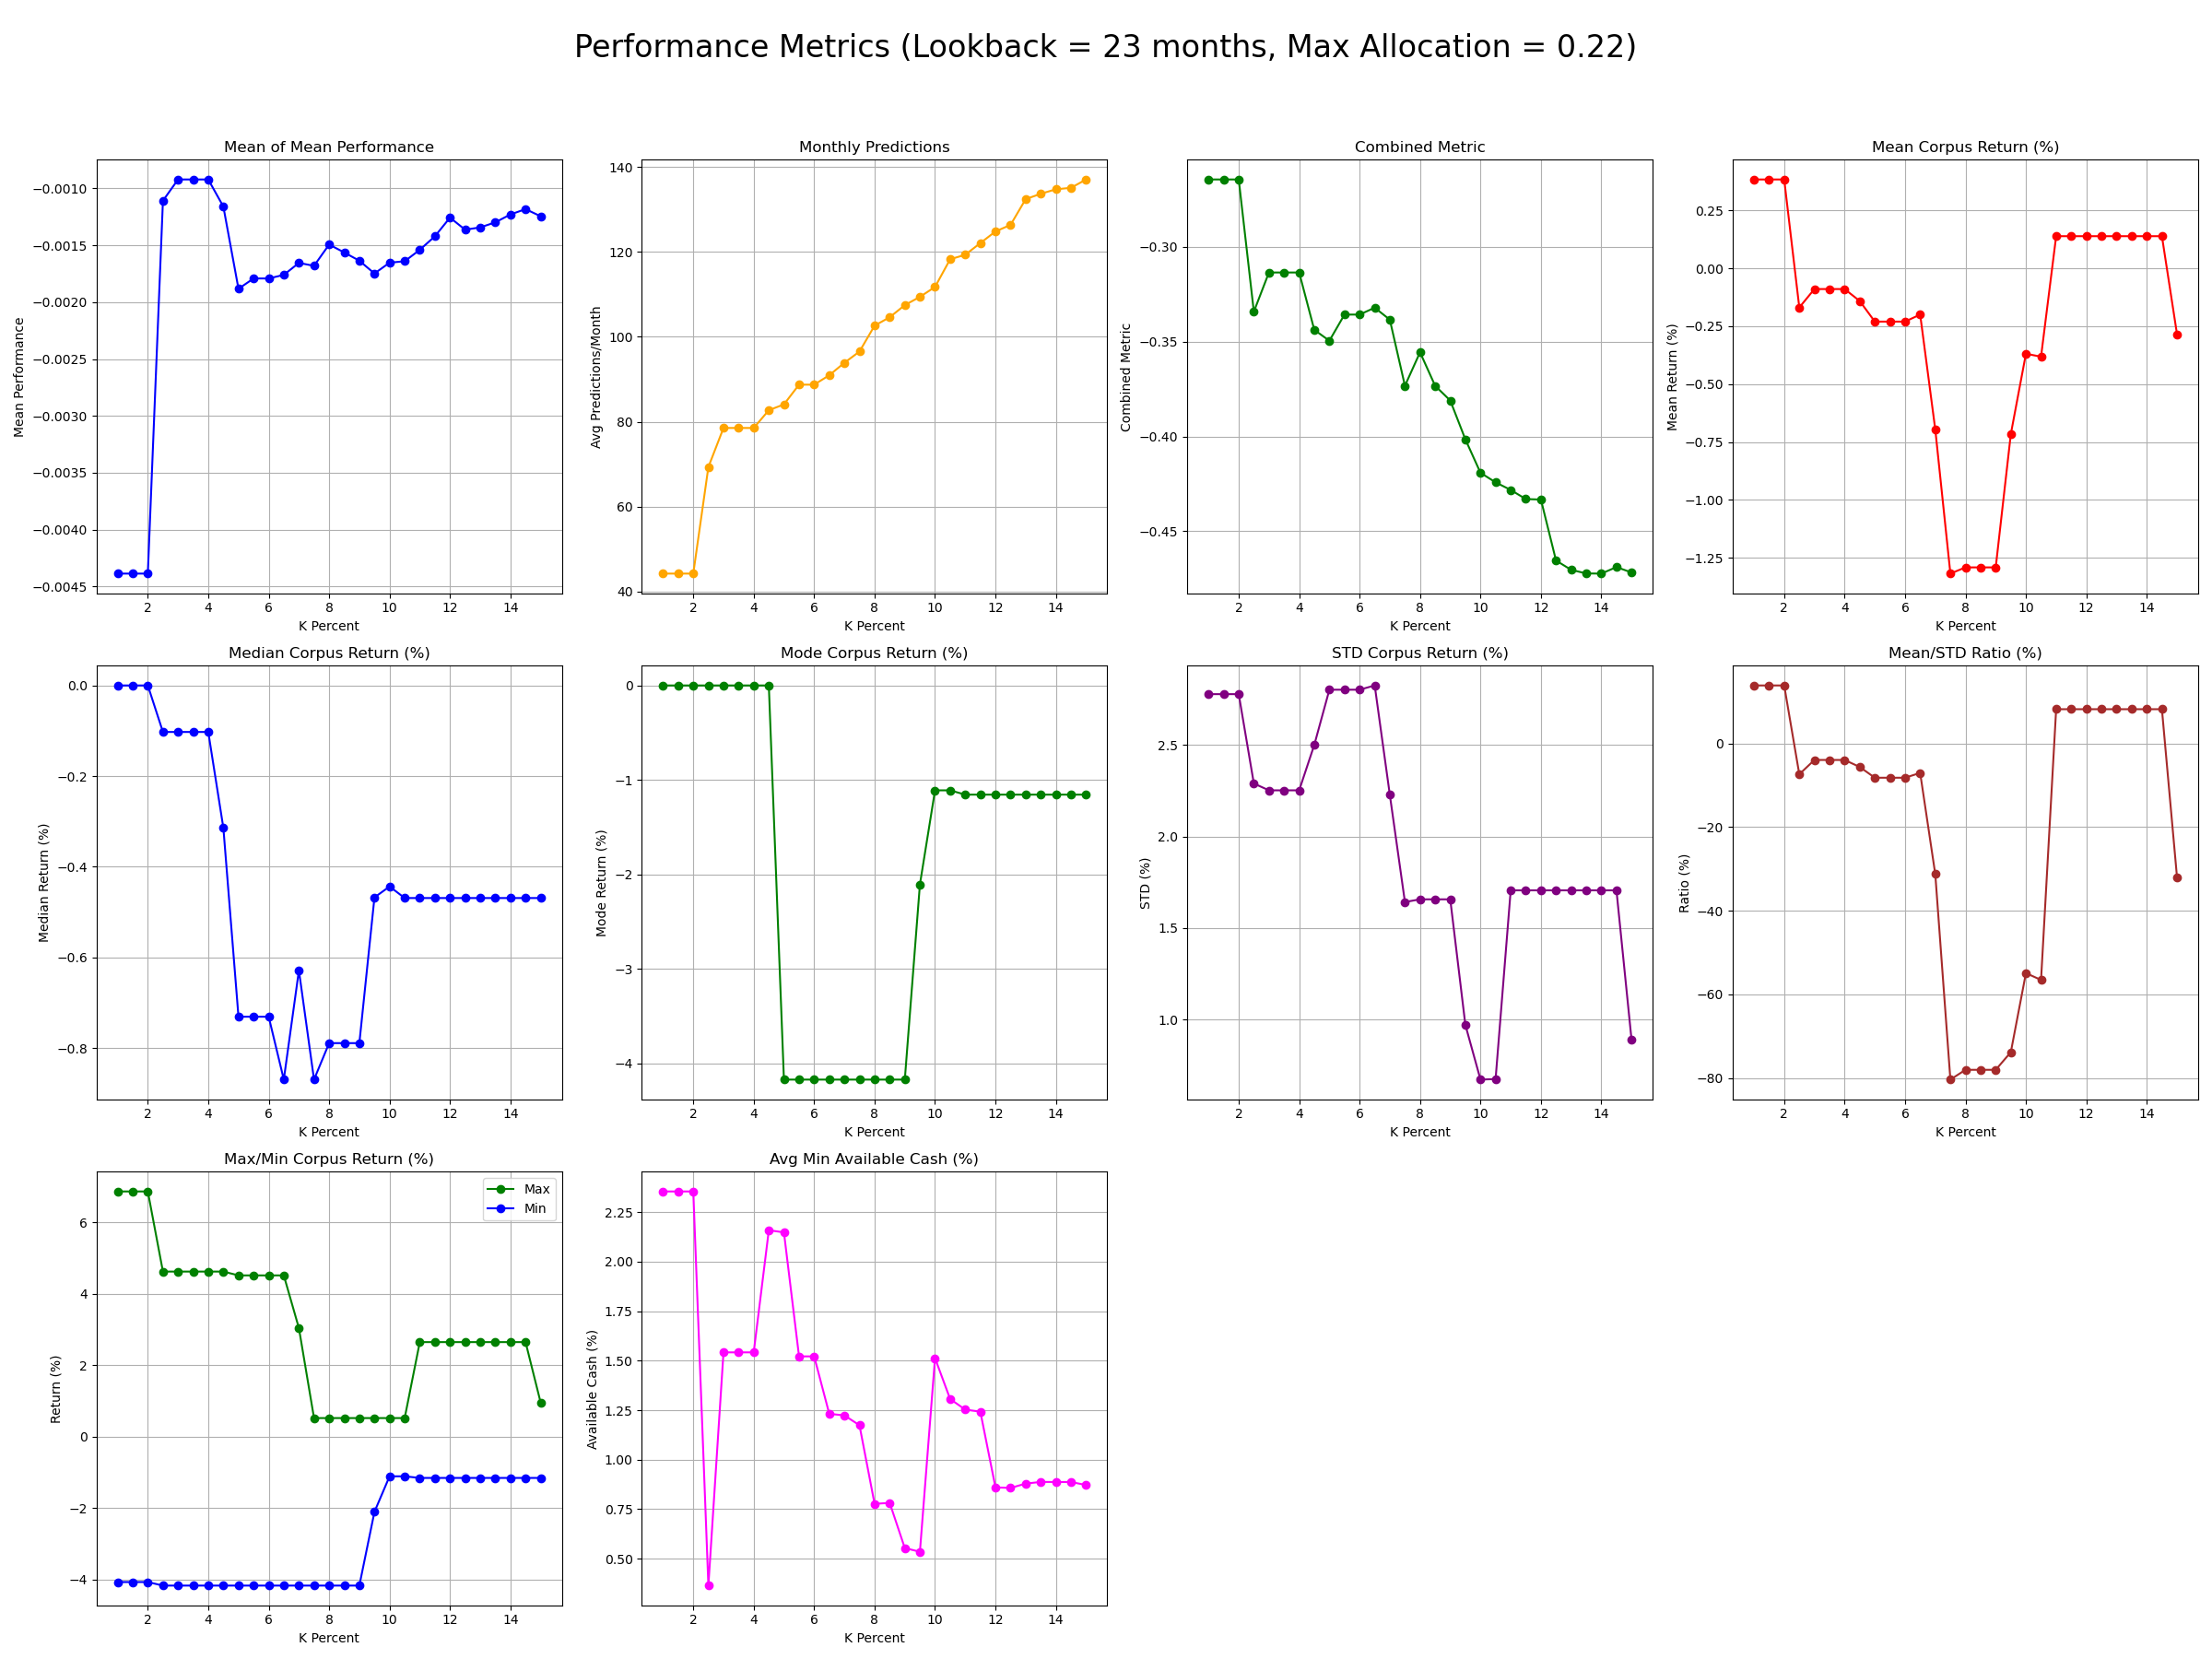 Performance Metrics (Lookback = 23 months, Max Allocation = 0.22)
Mean of Mean Performance
Mean Performance
−0.0010
−0.0015
−0.0020
−0.0025
−0.0030
−0.0035
−0.0040
−0.0045
2 4 6 8 10 12 14
K Percent
Monthly Predictions
Avg Predictions/Month
140
120
100
80
60
40
2 4 6 8 10 12 14
K Percent
Combined Metric
Combined Metric
−0.30
−0.35
−0.40
−0.45
2 4 6 8 10 12 14
K Percent
Mean Corpus Return (%)
Mean Return (%)
0.25
0.00
−0.25
−0.50
−0.75
−1.00
−1.25
2 4 6 8 10 12 14
K Percent
Median Corpus Return (%)
Median Return (%)
0.0
−0.2
−0.4
−0.6
−0.8
2 4 6 8 10 12 14
K Percent
Mode Corpus Return (%)
Mode Return (%)
0
−1
−2
−3
−4
2 4 6 8 10 12 14
K Percent
STD Corpus Return (%)
STD (%)
2.5
2.0
1.5
1.0
2 4 6 8 10 12 14
K Percent
Mean/STD Ratio (%)
Ratio (%)
0
−20
−40
−60
−80
2 4 6 8 10 12 14
K Percent
Max/Min Corpus Return (%)
Return (%)
Max
Min
6
4
2
0
−2
−4
2 4 6 8 10 12 14
K Percent
Avg Min Available Cash (%)
Available Cash (%)
2.25
2.00
1.75
1.50
1.25
1.00
0.75
0.50
2 4 6 8 10 12 14
K Percent